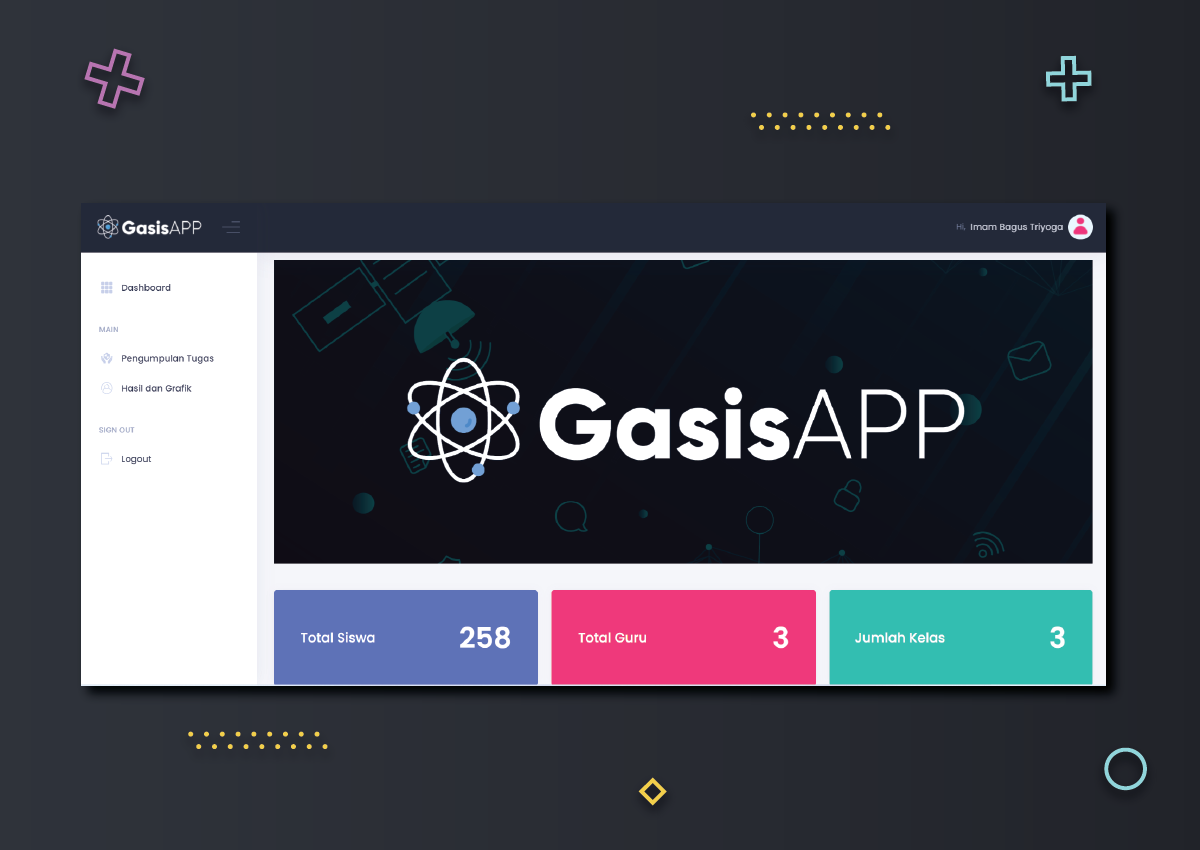 GasisAPP
Hi, Imam Bagus Triyoga
Dashboard
MAIN
Pengumpulan Tugas
Hasil dan Grafik
SIGN OUT
Logout
GasisAPP
Total Siswa 258
Total Guru 3
Jumlah Kelas 3